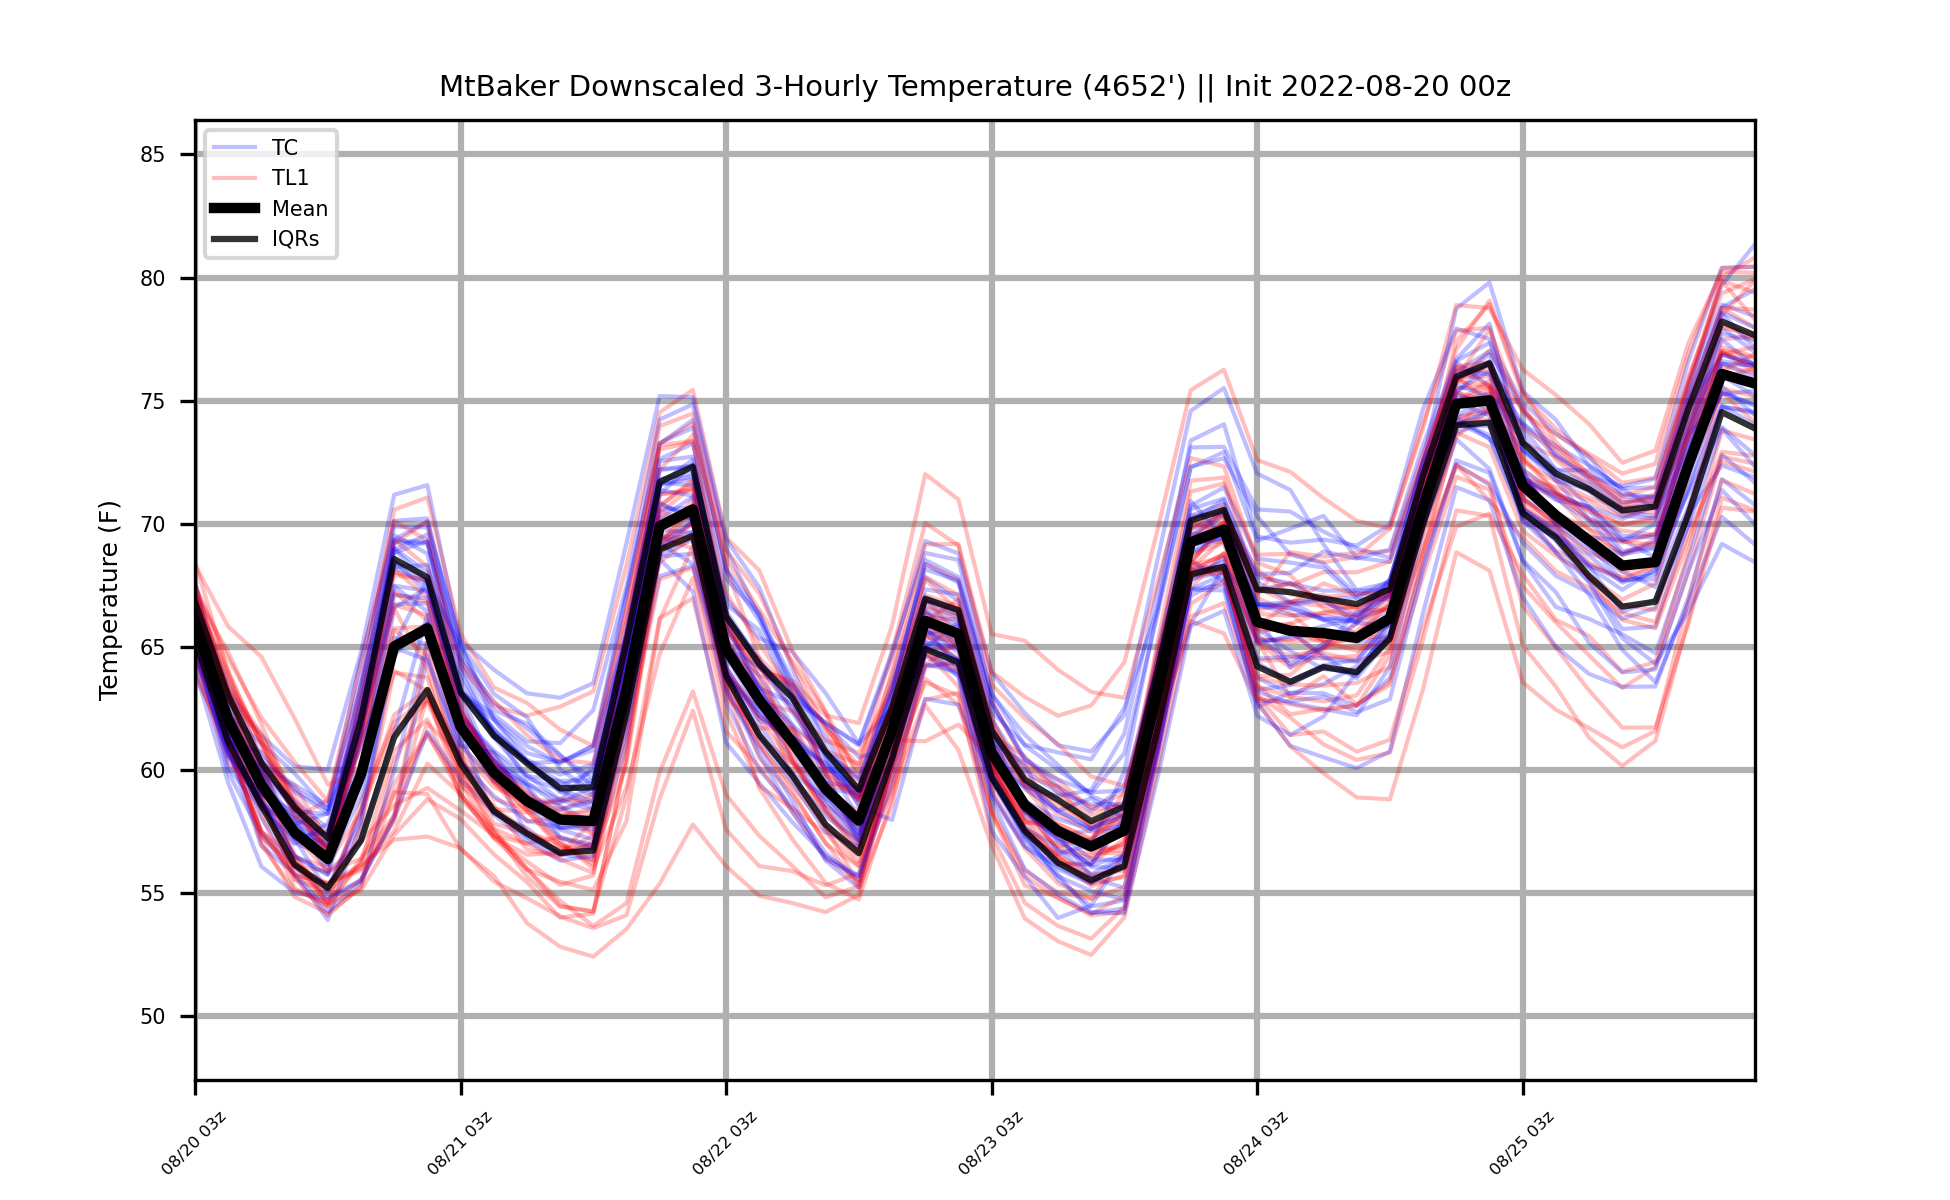 MtBaker Downscaled 3-Hourly Temperature (4652') || Init 2022-08-20 00z
TC
TL1
Mean
IQRs
Temperature (F)
85
80
75
70
65
60
55
50
08/20 03z
08/21 03z
08/22 03z
08/23 03z
08/24 03z
08/25 03z